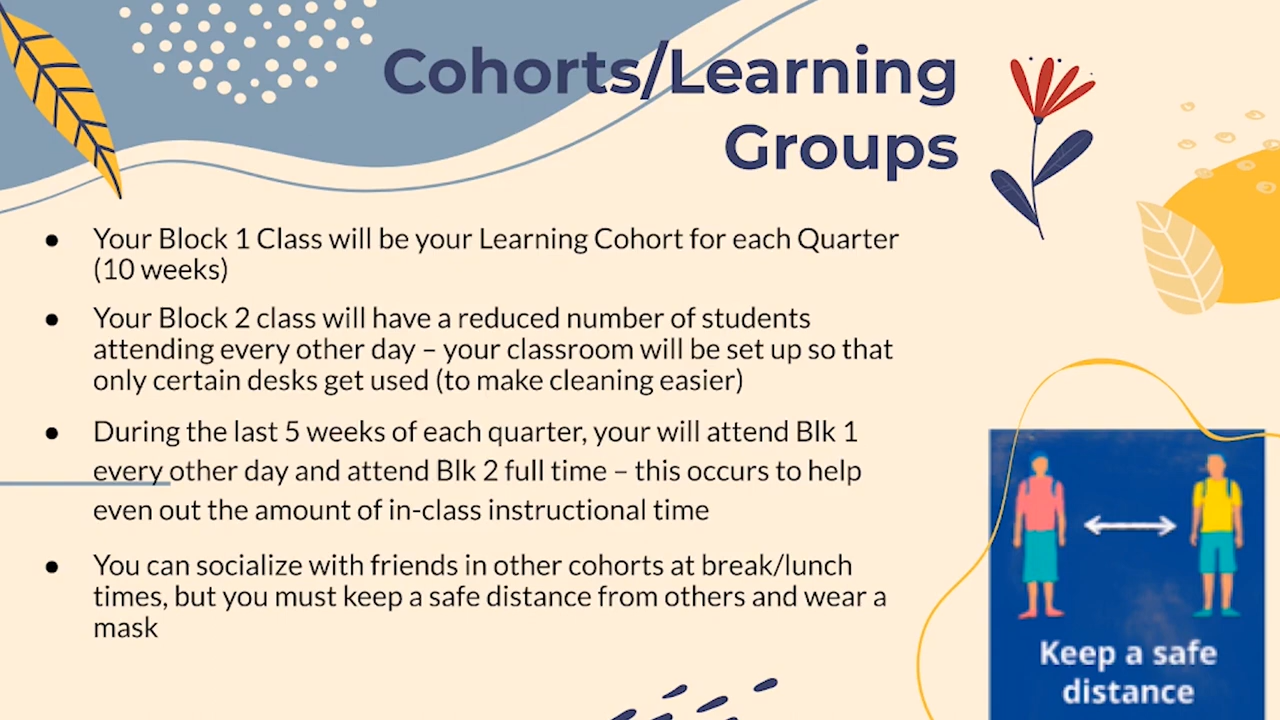 Cohorts/Learning
Groups
● Your Block 1 Class will be your Learning Cohort for each Quarter
(10 weeks)
● Your Block 2 class will have a reduced number of students
attending every other day – your classroom will be set up so that
only certain desks get used (to make cleaning easier)
● During the last 5 weeks of each quarter, your will attend Blk 1
every other day and attend Blk 2 full time – this occurs to help
even out the amount of in-class instructional time
● You can socialize with friends in other cohorts at break/lunch
times, but you must keep a safe distance from others and wear a
mask
Keep a safe
distance